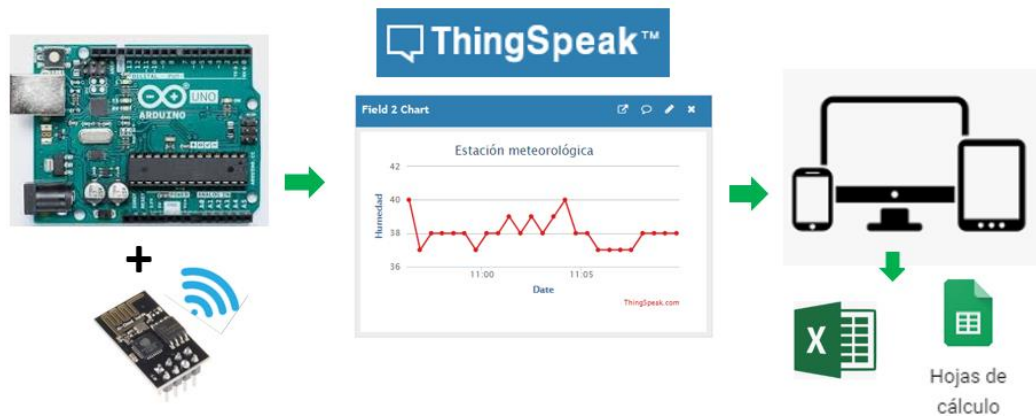 ThingSpeak™
UNO
ARDUINO
+
Field 2 Chart
Estación meteorológica
42
40
38
36
Humedad
11:00
11:05
Date
ThingSpeak.com
X
Hojas de
cálculo